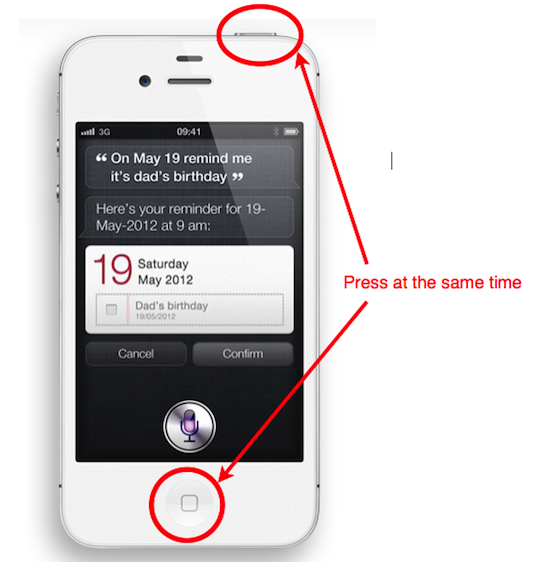 3G 09:41
“ On May 19 remind me
it's dad's birthday ”
Here's your reminder for 19-
May-2012 at 9 am:
19 Saturday
May 2012
Dad's birthday
19/05/2012
Cancel Confirm
Press at the same time